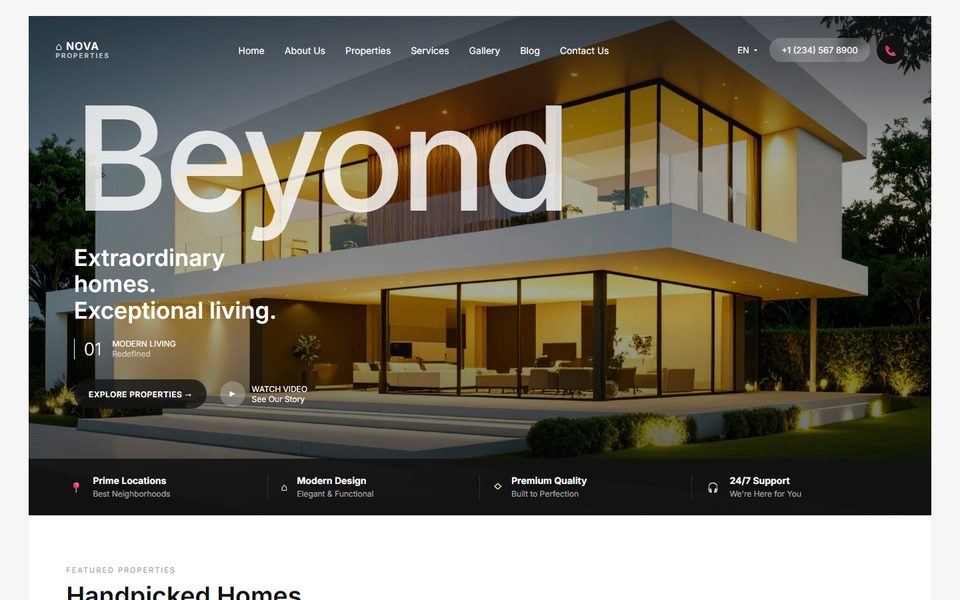 ⌂ NOVA
PROPERTIES
Home About Us Properties Services Gallery Blog Contact Us
EN
+1 (234) 567 8900
Beyond
Extraordinary
homes.
Exceptional living.
01
MODERN LIVING
Redefined
EXPLORE PROPERTIES →
WATCH VIDEO
See Our Story
Prime Locations
Best Neighborhoods
Modern Design
Elegant & Functional
Premium Quality
Built to Perfection
24/7 Support
We're Here for You
FEATURED PROPERTIES
Handpicked Homes